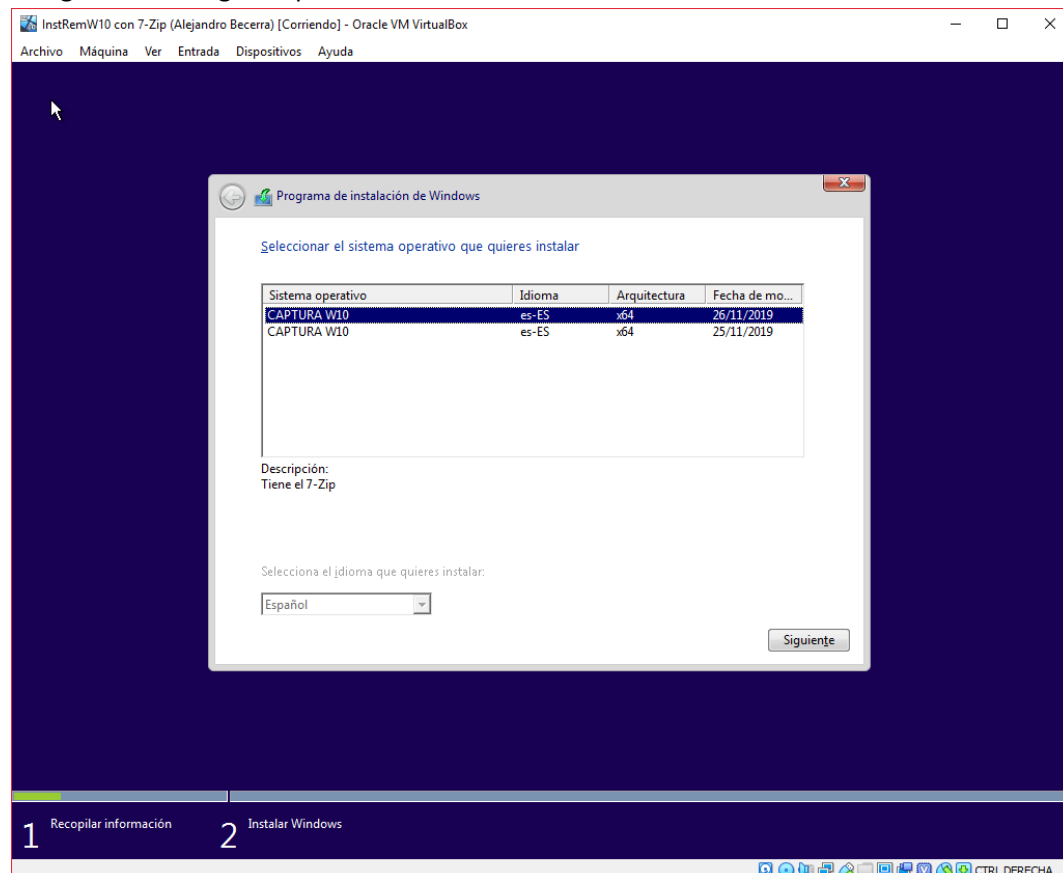 InstRemW10 con 7-Zip (Alejandro Becerra) [Corriendo] - Oracle VM VirtualBox
Archivo Máquina Ver Entrada Dispositivos Ayuda
Programa de instalación de Windows
Seleccionar el sistema operativo que quieres instalar
Sistema operativo Idioma Arquitectura Fecha de mo...
CAPTURA W10 es-ES x64 26/11/2019
CAPTURA W10 es-ES x64 25/11/2019
Descripción:
Tiene el 7-Zip
Selecciona el idioma que quieres instalar:
Español
Siguiente
1 Recopilar información 2 Instalar Windows
CTRL DERECHA